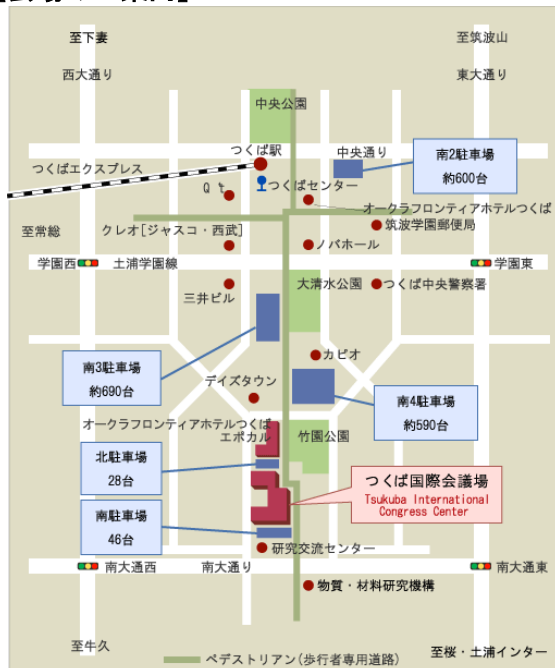 至下妻
至筑波山
西大通り
東大通り
中央公園
つくば駅
中央通り
南2駐車場
約600台
つくばエクスプレス
Q't
つくばセンター
オークラフロンティアホテルつくば
筑波学園郵便局
至常総
クレオ[ジャスコ・西武]
ノバホール
学園西
土浦学園線
学園東
大清水公園
つくば中央警察署
三井ビル
南3駐車場
約690台
カピオ
デイズタウン
南4駐車場
約590台
オークラフロンティアホテルつくば
エポカル
竹園公園
北駐車場
28台
つくば国際会議場
Tsukuba International
Congress Center
南駐車場
46台
研究交流センター
南大通西
南大通り
南大通東
物質・材料研究機構
至牛久
至桜・土浦インター
ペデストリアン(歩行者専用道路)